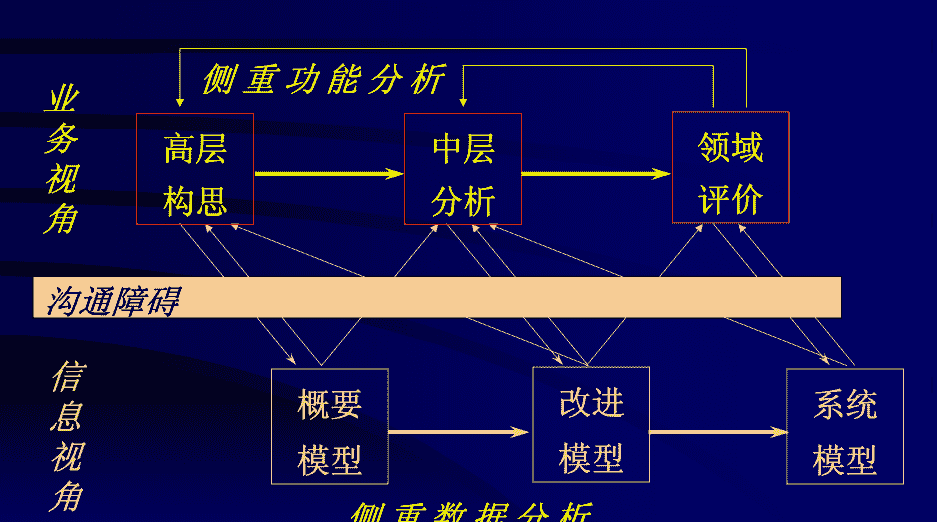 侧重功能分析
业务视角
高层
构思
中层
分析
领域
评价
沟通障碍
信息视角
概要
模型
改进
模型
系统
模型
侧重数据分析